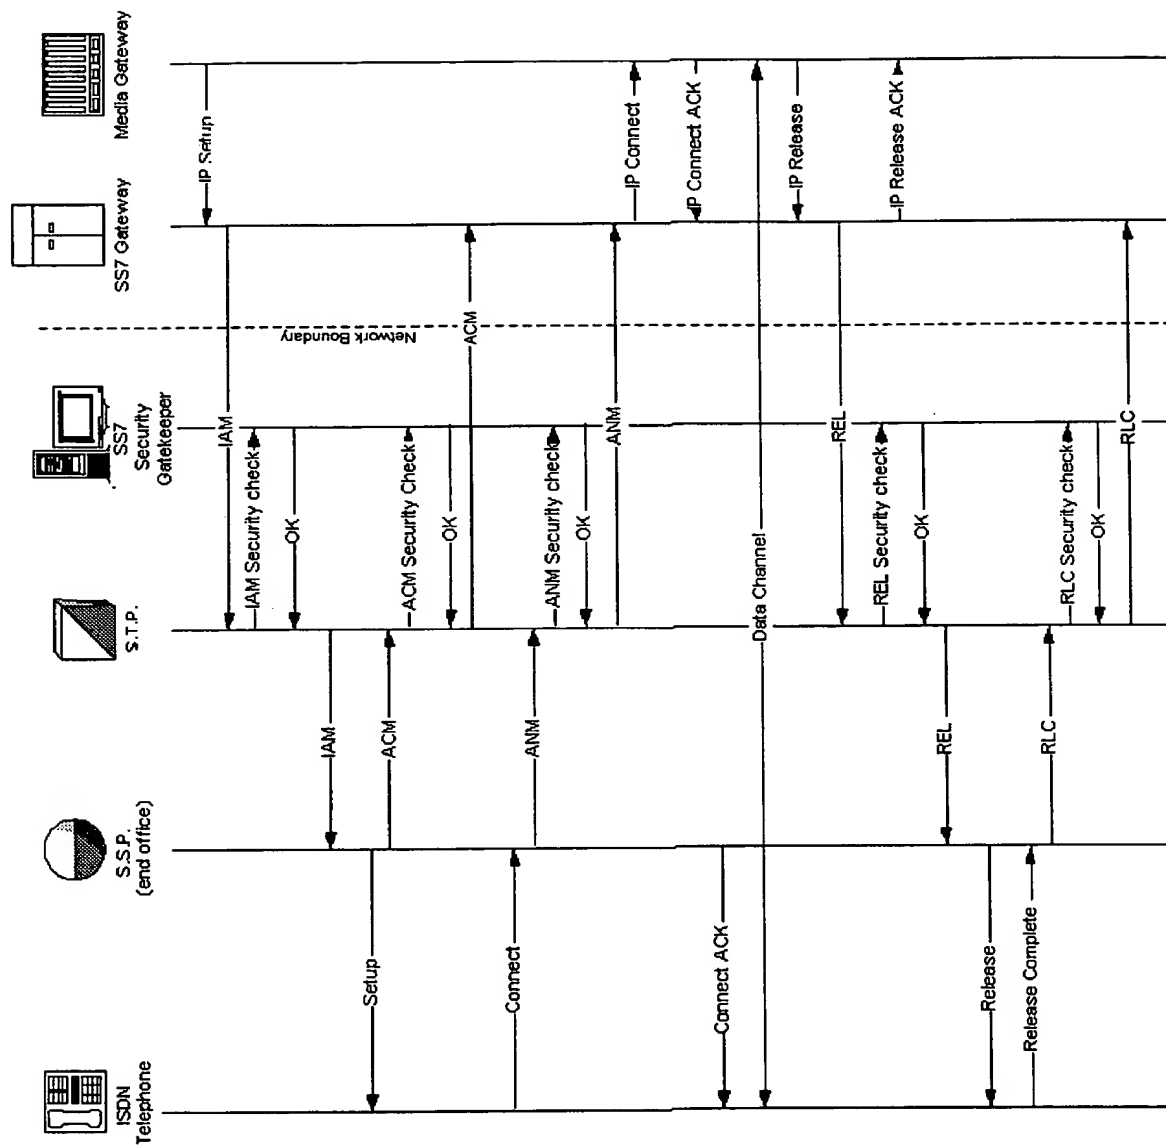 ISDN
Telephone
S.S.P.
(end office)
S.T.P.
SS7
Security
Gatekeeper
SS7 Gateway
Media Gateway
Network Boundary
IP Setup
IAM
IAM Security check
OK
IAM
Setup
ACM
ACM Security Check
OK
ACM
Connect
ANM
ANM Security check
OK
ANM
IP Connect
IP Connect ACK
Connect ACK
Data Channel
IP Release
REL
REL Security check
IP Release ACK
OK
REL
Release
Release Complete
RLC
RLC Security check
OK
RLC